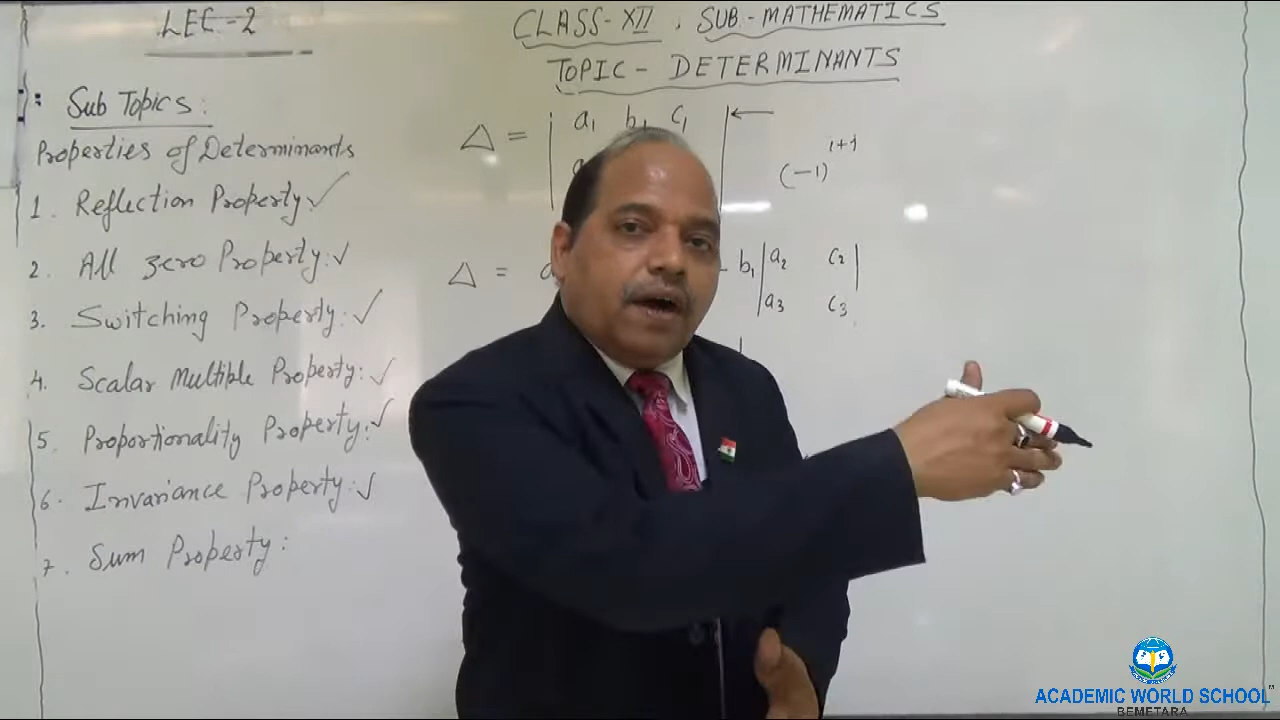 LEC-2
CLASS-XII, SUB.-MATHEMATICS
TOPIC- DETERMINANTS
Sub Topics:
Properties of Determinants
1. Reflection Property ✓
2. All zero Property: ✓
3. Switching Property: ✓
4. Scalar Multiple Property: ✓
5. Proportionality Property: ✓
6. Invariance Property: ✓
7. Sum Property:
Δ = | a₁ b₁ c₁ | ←
(-1)¹⁺¹
Δ = a - b₁ | a₂ c₂ |
| a₃ c₃ |
ACADEMIC WORLD SCHOOL
BEMETARA